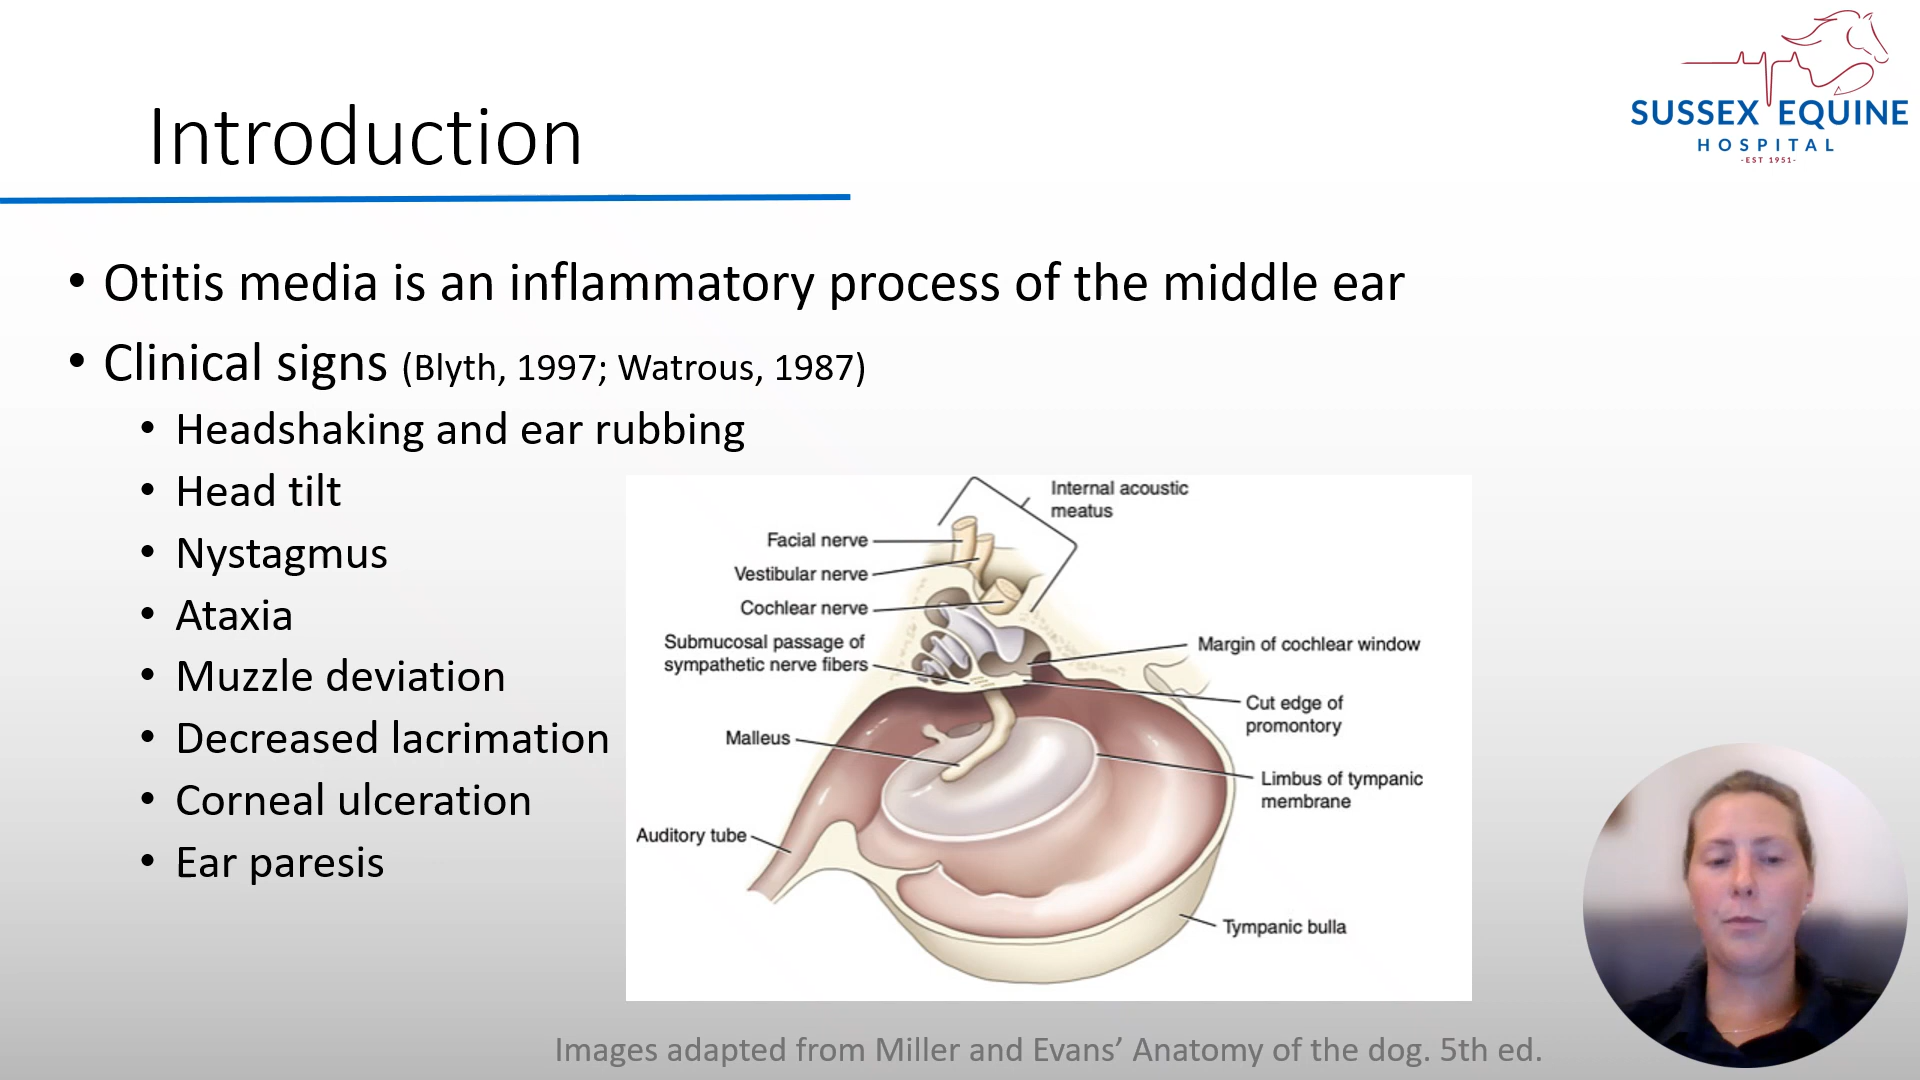 SUSSEX EQUINE
HOSPITAL
-EST 1951-
Introduction
• Otitis media is an inflammatory process of the middle ear
• Clinical signs (Blyth, 1997; Watrous, 1987)
• Headshaking and ear rubbing
• Head tilt
• Nystagmus
• Ataxia
• Muzzle deviation
• Decreased lacrimation
• Corneal ulceration
• Ear paresis
Internal acoustic
meatus
Facial nerve
Vestibular nerve
Cochlear nerve
Submucosal passage of
sympathetic nerve fibers
Malleus
Auditory tube
Margin of cochlear window
Cut edge of
promontory
Limbus of tympanic
membrane
Tympanic bulla
Images adapted from Miller and Evans’ Anatomy of the dog. 5th ed.